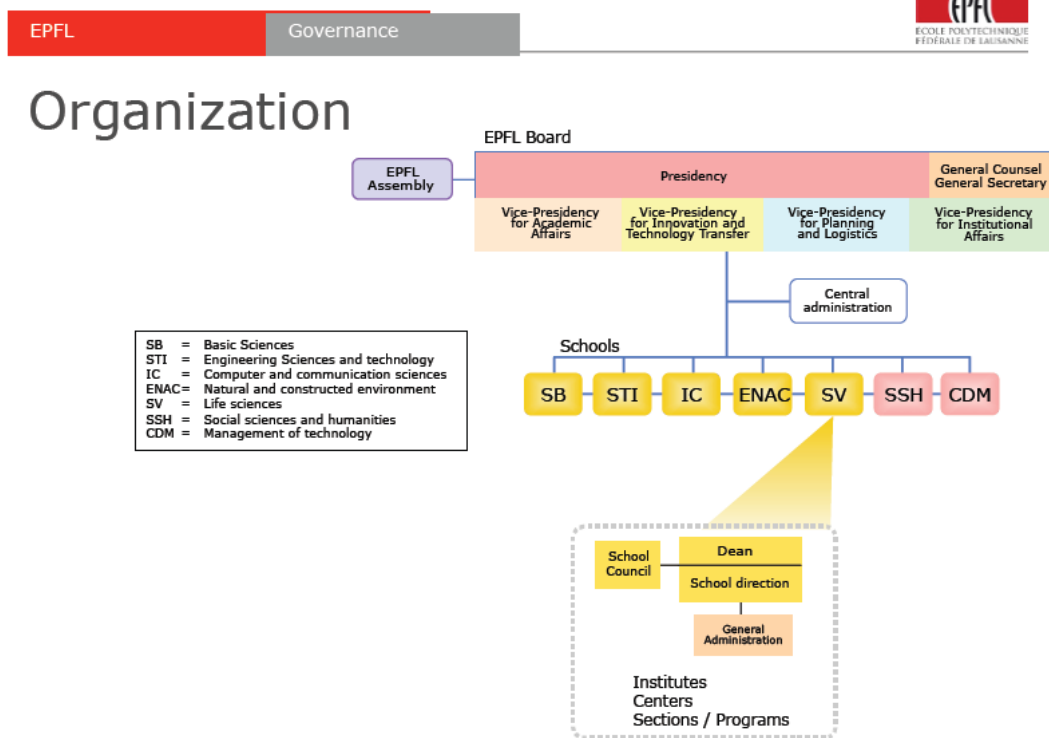 EPFL
Governance
EPFL
ECOLE POLYTECHNIQUE
FÉDÉRALE DE LAUSANNE
Organization
EPFL Board
EPFL
Assembly
Presidency
General Counsel
General Secretary
Vice-Presidency
for Academic
Affairs
Vice-Presidency
for Innovation and
Technology Transfer
Vice-Presidency
for Planning
and Logistics
Vice-Presidency
for Institutional
Affairs
Central
administration
SB = Basic Sciences
STI = Engineering Sciences and technology
IC = Computer and communication sciences
ENAC= Natural and constructed environment
SV = Life sciences
SSH = Social sciences and humanities
CDM = Management of technology
Schools
SB STI IC ENAC SV SSH CDM
School
Council
Dean
School direction
General
Administration
Institutes
Centers
Sections / Programs